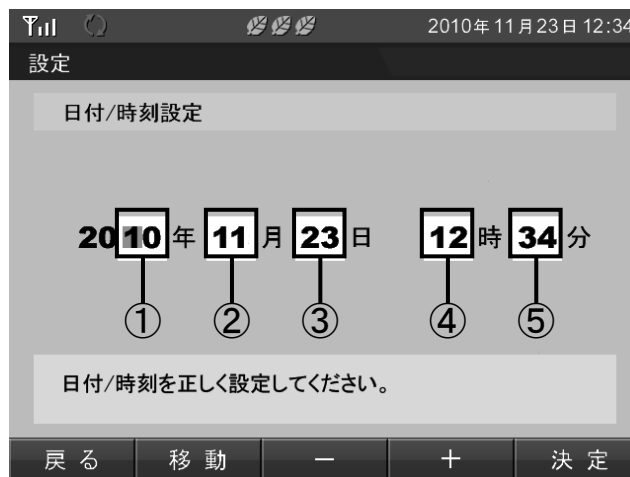 2010年11月23日 12:34
設定
日付/時刻設定
2010年 11月 23日 12時 34分
① ② ③ ④ ⑤
日付/時刻を正しく設定してください。
戻る 移動 − + 決定